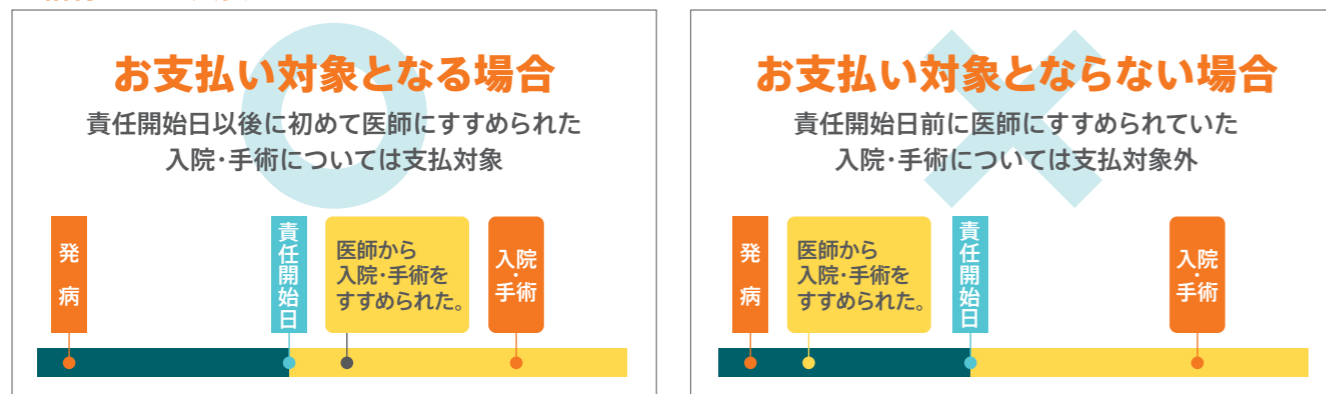 お支払い対象となる場合
責任開始日以後に初めて医師にすすめられた
入院・手術については支払対象
発病
責任開始日
医師から
入院・手術を
すすめられた。
入院・手術
お支払い対象とならない場合
責任開始日前に医師にすすめられていた
入院・手術については支払対象外
発病
医師から
入院・手術を
すすめられた。
責任開始日
入院・手術